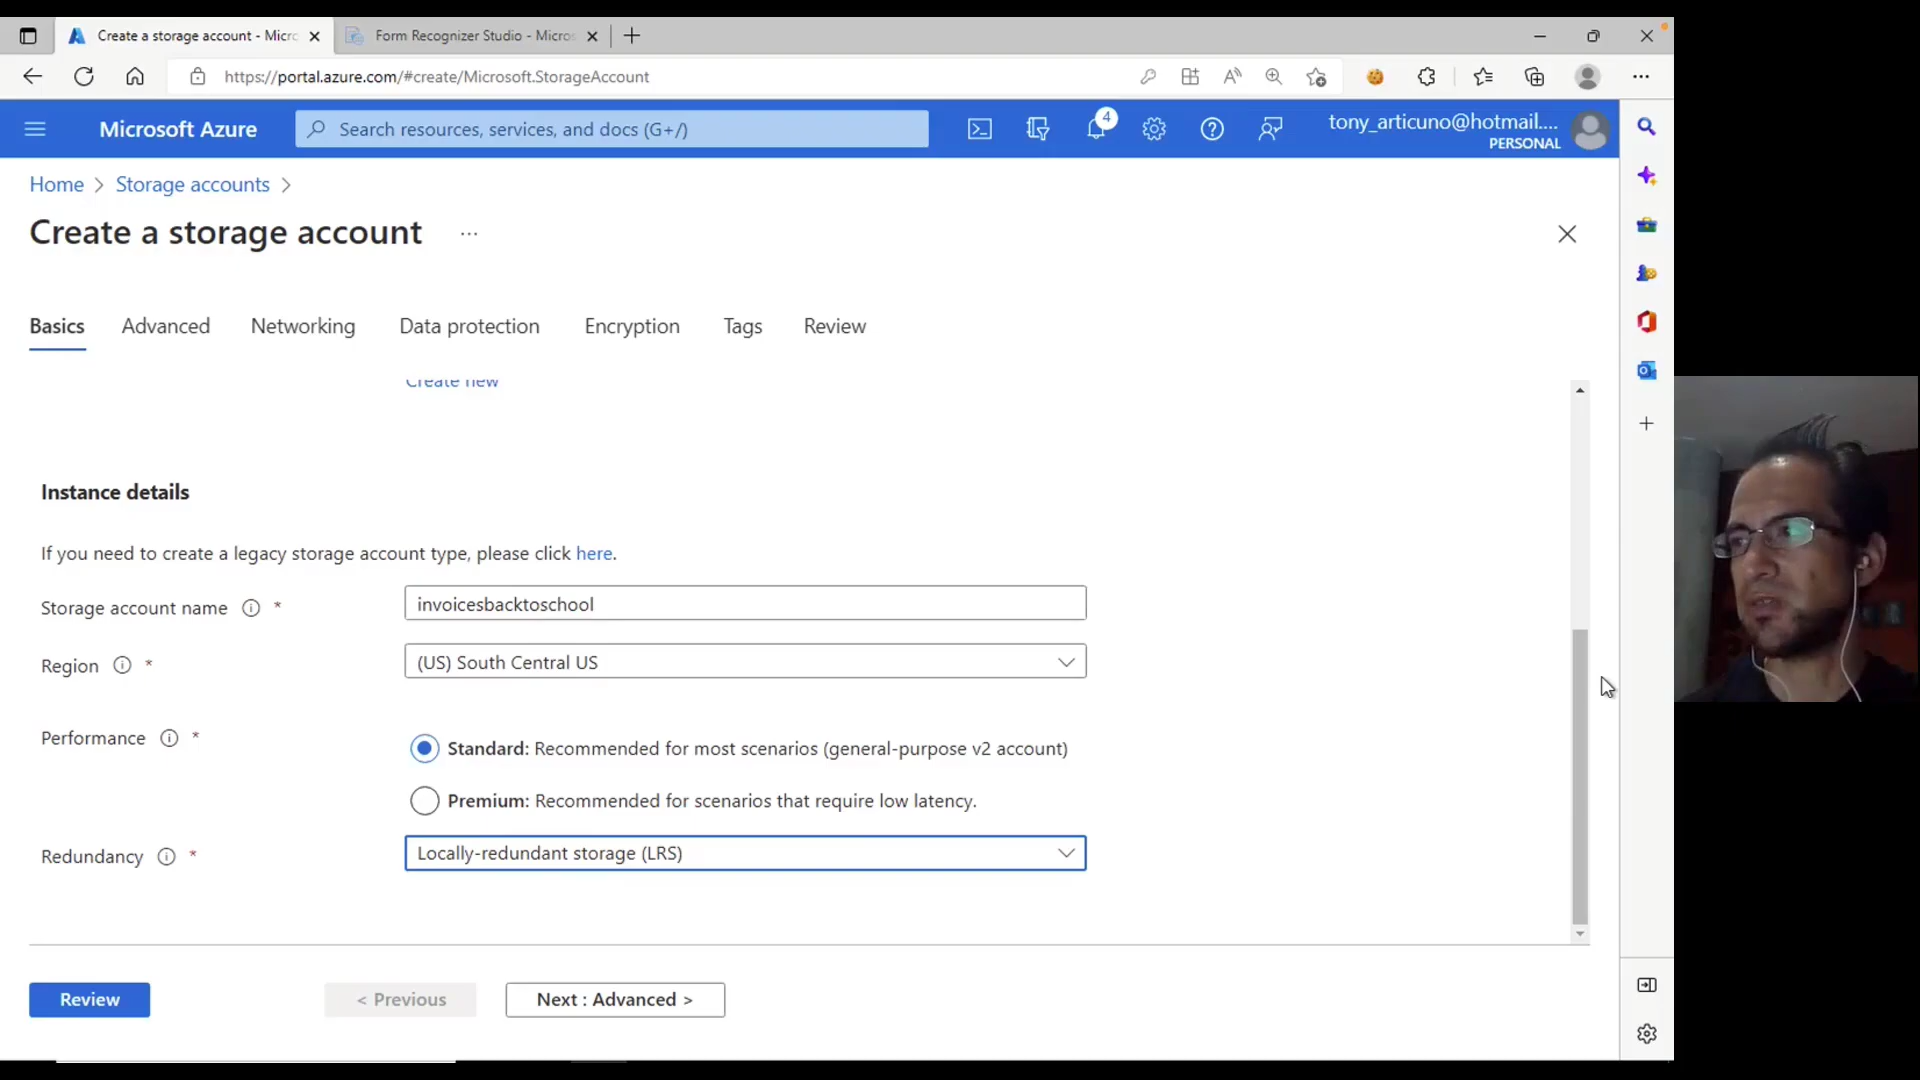 Create a storage account - Micro
Form Recognizer Studio - Micros
https://portal.azure.com/#create/Microsoft.StorageAccount
Microsoft Azure
Search resources, services, and docs (G+/)
4
tony_articuno@hotmail....
PERSONAL
Home > Storage accounts >
Create a storage account ...
Basics Advanced Networking Data protection Encryption Tags Review
Create new
Instance details
If you need to create a legacy storage account type, please click here.
Storage account name * invoicesbacktoschool
Region * (US) South Central US
Performance *
Standard: Recommended for most scenarios (general-purpose v2 account)
Premium: Recommended for scenarios that require low latency.
Redundancy * Locally-redundant storage (LRS)
Review < Previous Next : Advanced >